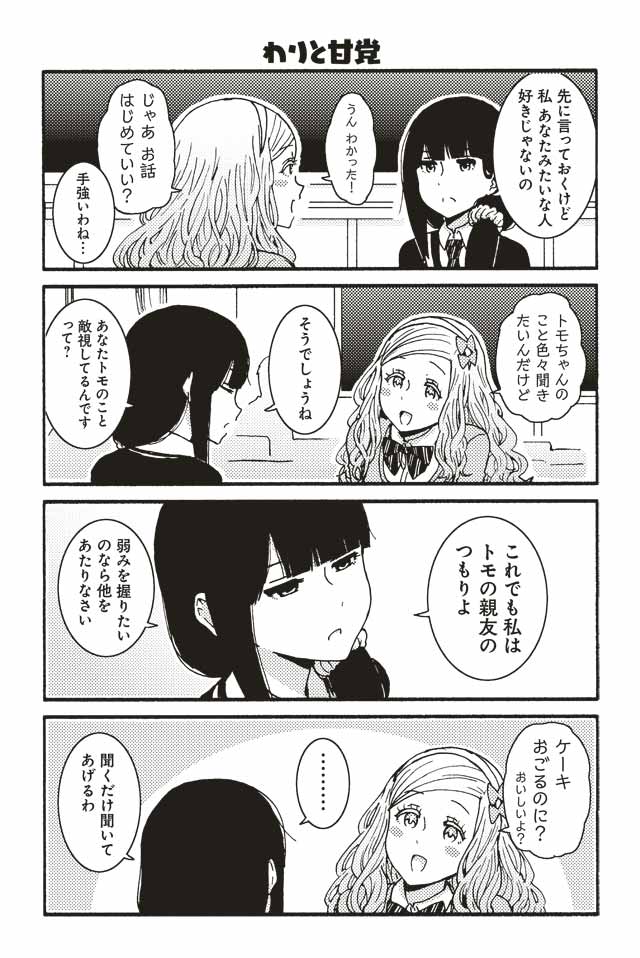 わりと甘党
先に言っておくけど
私 あなたみたいな人
好きじゃないの
うん わかった！
じゃあ お話
はじめていい？
手強いわね…
トモちゃんの
こと色々聞き
たいんだけど
そうでしょうね
あなたトモのこと
敵視してるんです
って？
これでも私は
トモの親友の
つもりよ
弱みを握りたい
のなら他を
あたりなさい
ケーキ
おごるのに？
おいしいよ？
………
聞くだけ聞いて
あげるわ